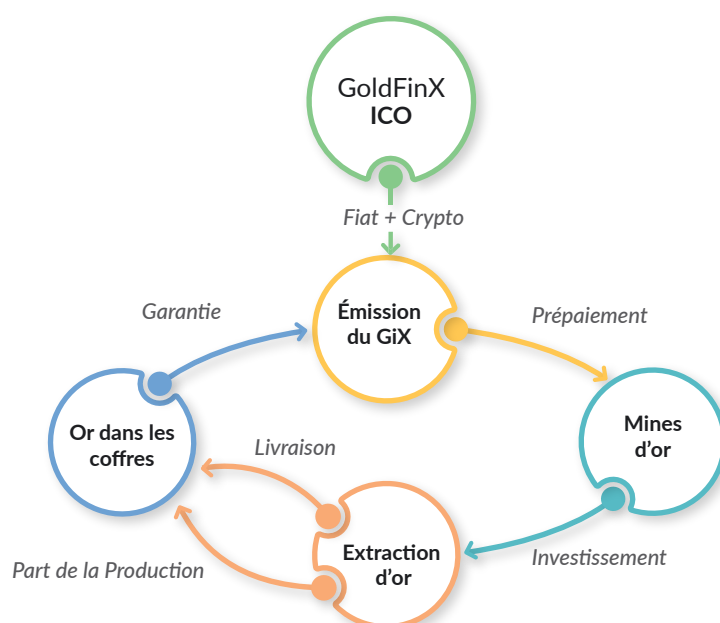 GoldFinX
ICO
Fiat + Crypto
Garantie
Émission
du GiX
Prépaiement
Or dans les
coffres
Livraison
Mines
d’or
Part de la Production
Extraction
d’or
Investissement